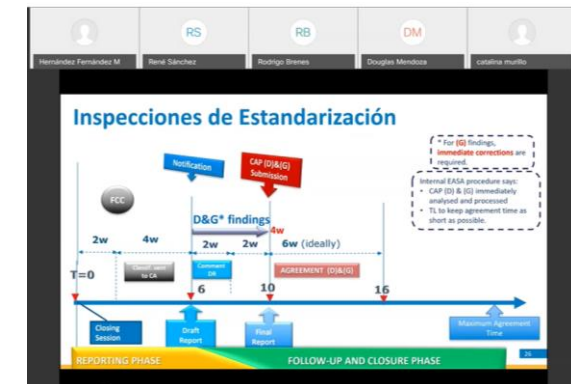 RS
RB
DM
Hernández Fernández M
René Sánchez
Rodrigo Brenes
Douglas Mendoza
catalina murillo
Inspecciones de Estandarización
* For (G) findings,
immediate corrections are
required.
Notification
CAP (D)&(G)
Submission
Internal EASA procedure says:
• CAP (D) & (G) immediately
analysed and processed
• TL to keep agreement time as
short as possible.
FCC
D&G* findings
4w
2w
4w
2w
2w
6w (ideally)
T=0
Classif. sent
to CA
Comment
DR
AGREEMENT (D)&(G)
6
10
16
Closing
Session
Draft
Report
Final
Report
Maximum Agreement
Time
26
REPORTING PHASE
FOLLOW-UP AND CLOSURE PHASE